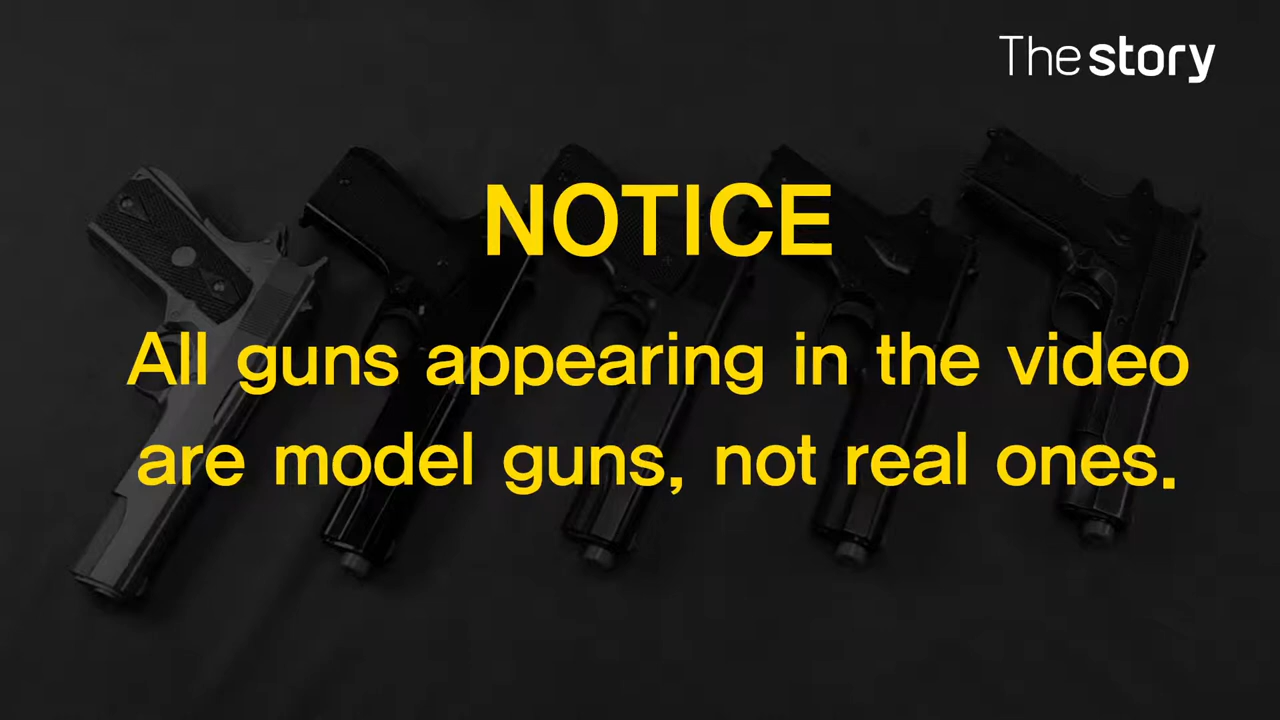 The story
NOTICE
All guns appearing in the video
are model guns, not real ones.